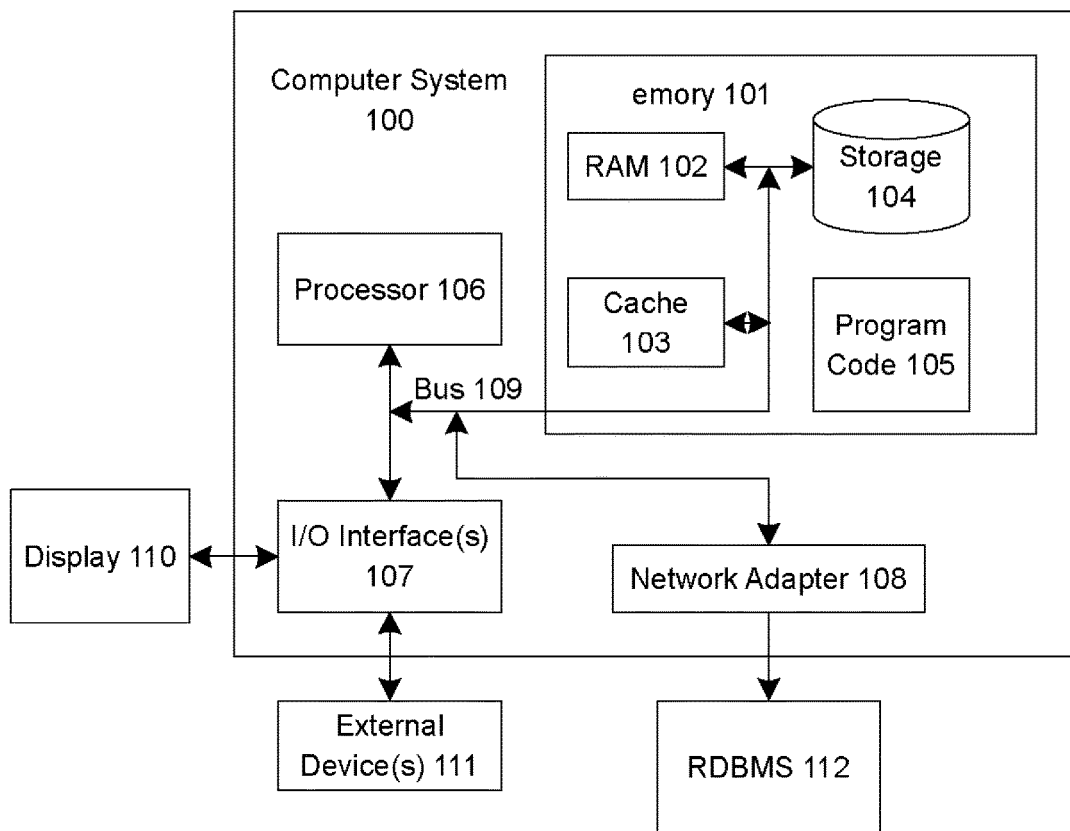 Computer System
100
emory 101
RAM 102
Storage
104
Processor 106
Cache
103
Program
Code 105
Bus 109
Display 110
I/O Interface(s)
107
Network Adapter 108
External
Device(s) 111
RDBMS 112